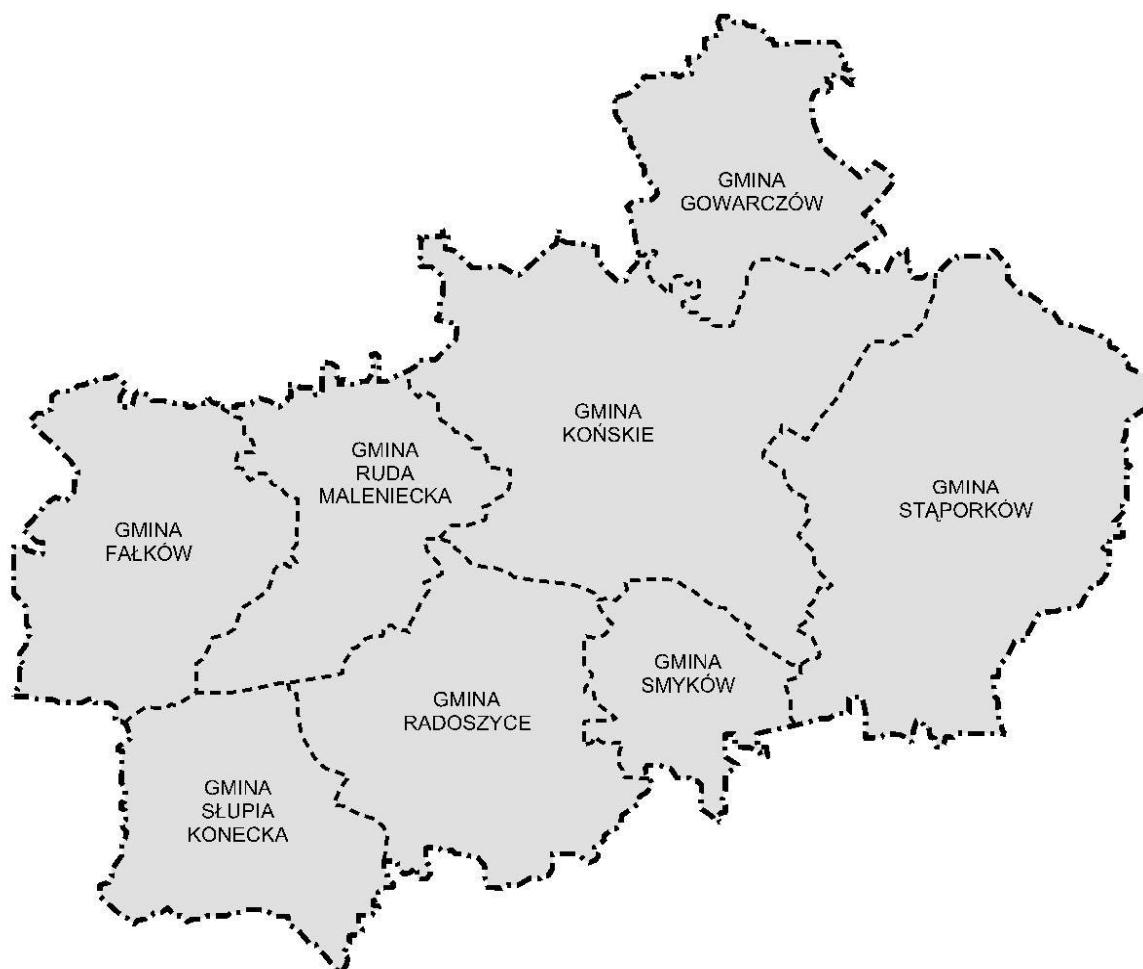 GMINA
GOWARCZÓW
GMINA
KOŃSKIE
GMINA
RUDA
MALENIECKA
GMINA
STĄPORKÓW
GMINA
FAŁKÓW
GMINA
SMYKÓW
GMINA
RADOSZYCE
GMINA
SŁUPIA
KONECKA